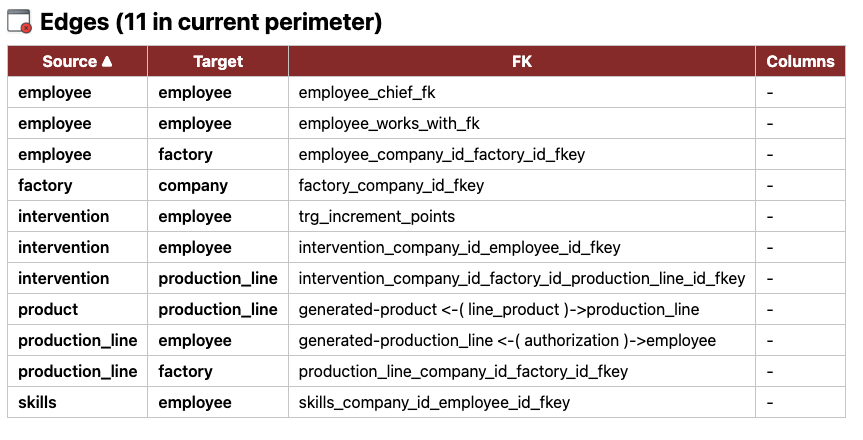 Edges (11 in current perimeter)
Source ▲ Target FK Columns
employee employee employee_chief_fk -
employee employee employee_works_with_fk -
employee factory employee_company_id_factory_id_fkey -
factory company factory_company_id_fkey -
intervention employee trg_increment_points -
intervention employee intervention_company_id_employee_id_fkey -
intervention production_line intervention_company_id_factory_id_production_line_id_fkey -
product production_line generated-product <-( line_product )->production_line -
production_line employee generated-production_line <-( authorization )->employee -
production_line factory production_line_company_id_factory_id_fkey -
skills employee skills_company_id_employee_id_fkey -